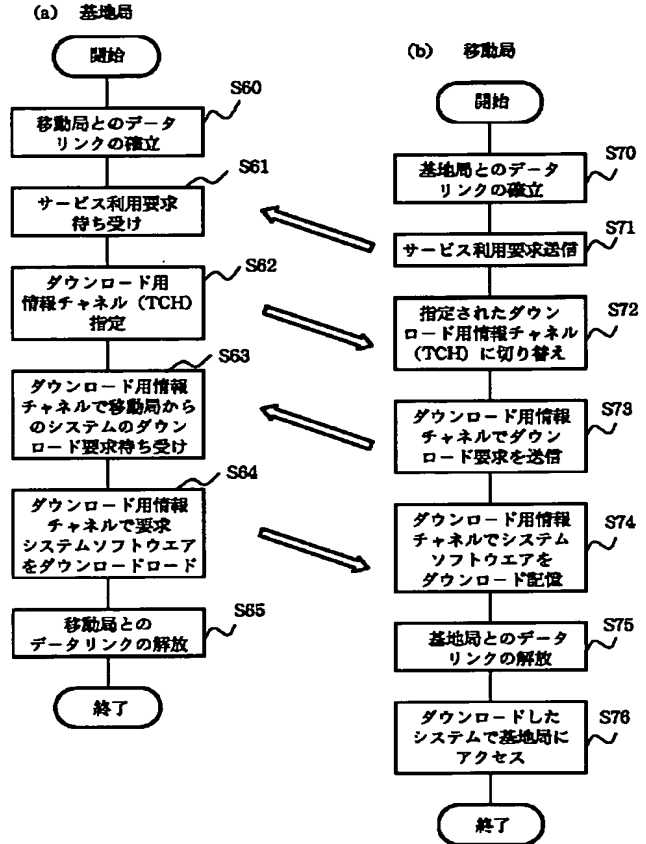 (a) 基地局
開始
S60
移動局とのデータ
リンクの確立
S61
サービス利用要求
待ち受け
S62
ダウンロード用
情報チャネル (TCH)
指定
S63
ダウンロード用情報
チャネルで移動局から
のシステムのダウン
ロード要求待ち受け
S64
ダウンロード用情報
チャネルで要求
システムソフトウエア
をダウンロードロード
S65
移動局との
データリンクの解放
終了
(b) 移動局
開始
S70
基地局とのデータ
リンクの確立
S71
サービス利用要求送信
S72
指定されたダウン
ロード用情報チャネル
(TCH) に切り替え
S73
ダウンロード用情報
チャネルでダウン
ロード要求を送信
S74
ダウンロード用情報
チャネルでシステム
ソフトウエアを
ダウンロード記憶
S75
基地局とのデータ
リンクの解放
S76
ダウンロードした
システムで基地局に
アクセス
終了